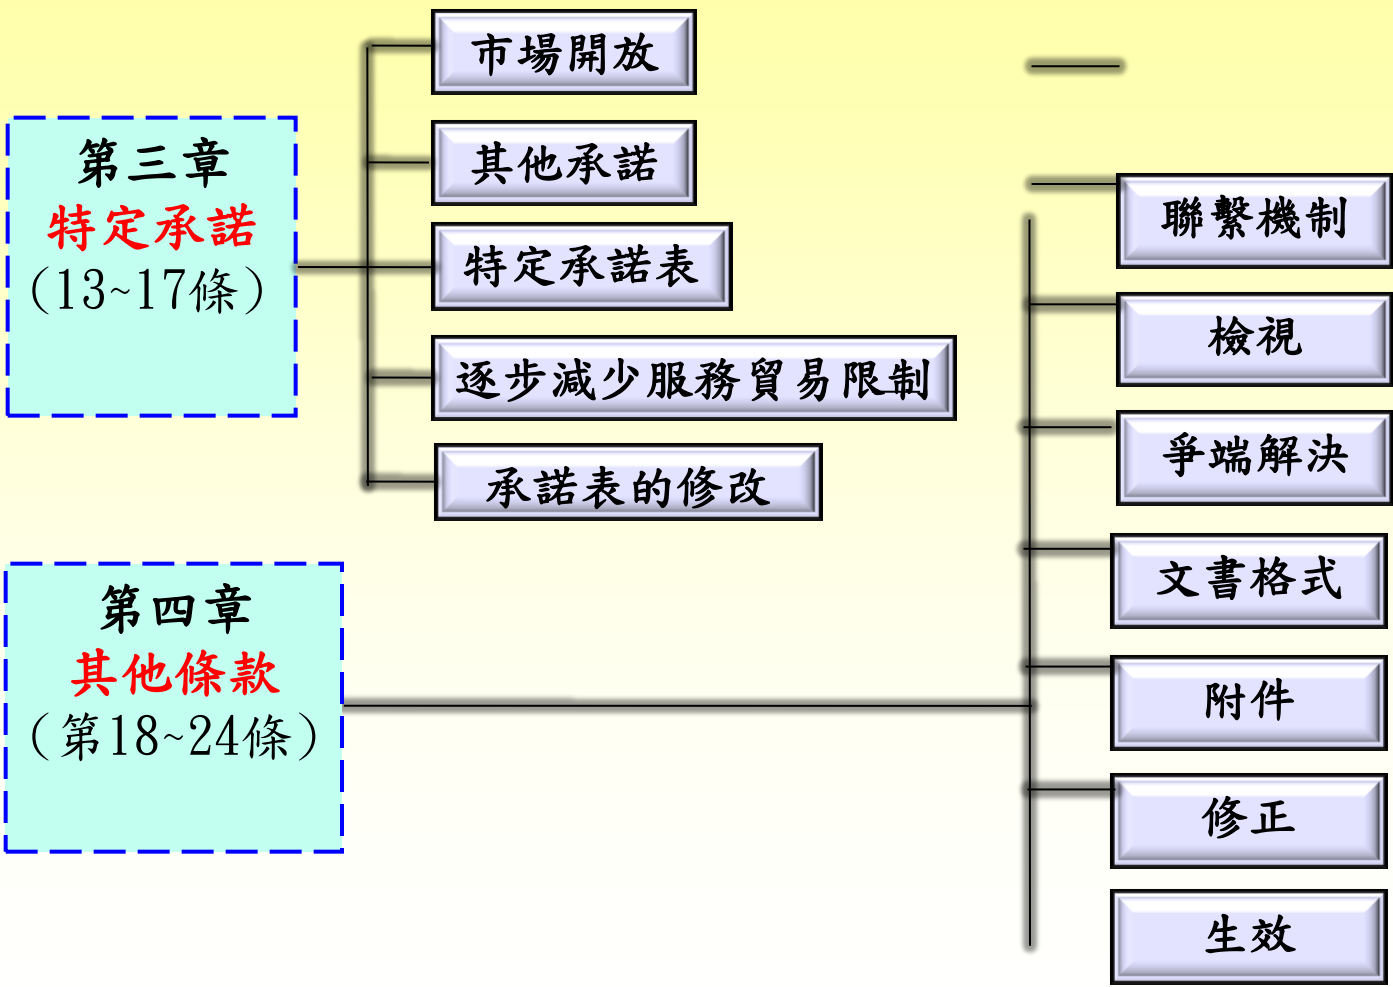 第三章
特定承諾
(13~17條)
市場開放
其他承諾
特定承諾表
逐步減少服務貿易限制
承諾表的修改
第四章
其他條款
(第18~24條)
聯繫機制
檢視
爭端解決
文書格式
附件
修正
生效